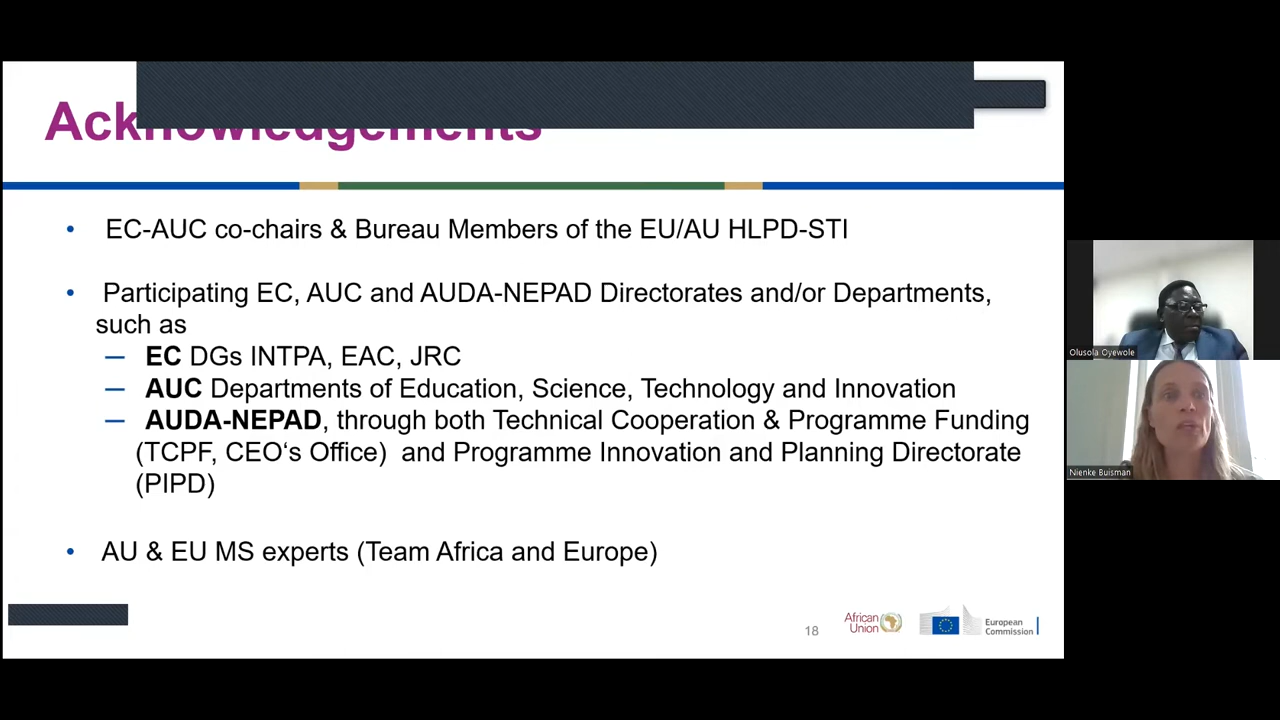 Acknowledgements
• EC-AUC co-chairs & Bureau Members of the EU/AU HLPD-STI
• Participating EC, AUC and AUDA-NEPAD Directorates and/or Departments,
such as
— EC DGs INTPA, EAC, JRC
— AUC Departments of Education, Science, Technology and Innovation
— AUDA-NEPAD, through both Technical Cooperation & Programme Funding
(TCPF, CEO‘s Office) and Programme Innovation and Planning Directorate
(PIPD)
• AU & EU MS experts (Team Africa and Europe)
18
African
Union
European
Commission
Olusola Oyewole
Nienke Buisman